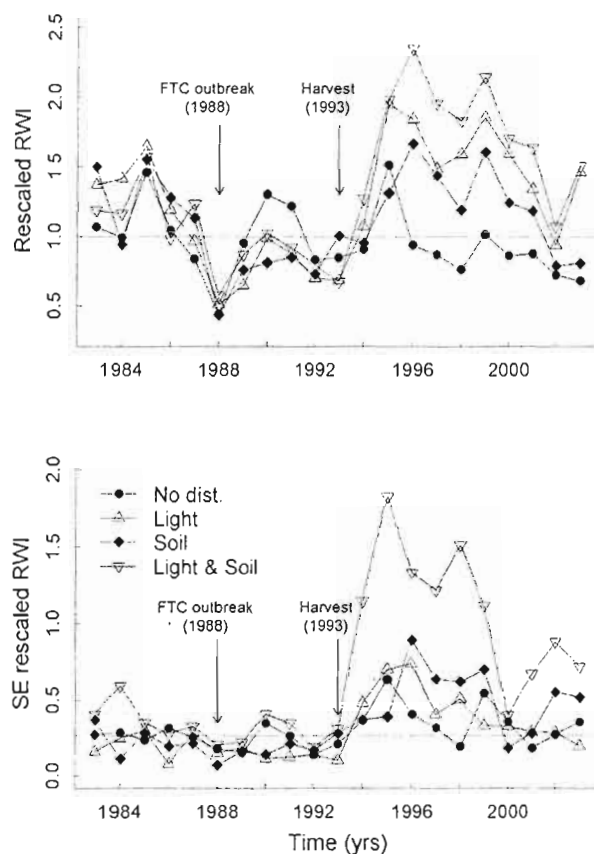 2.5
2.0
1.5
1.0
0.5
Rescaled RWI
FTC outbreak
(1988)
Harvest
(1993)
1984 1988 1992 1996 2000
2.0
1.5
1.0
0.5
0.0
SE rescaled RWI
No dist.
Light
Soil
Light & Soil
FTC outbreak
(1988)
Harvest
(1993)
1984 1988 1992 1996 2000
Time (yrs)